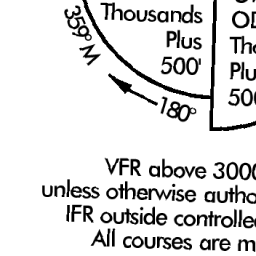 Thousands
Plus
500'
359° M
180°
OD
Plu
500
VFR above 3000
unless otherwise autho
IFR outside controlle
All courses are m